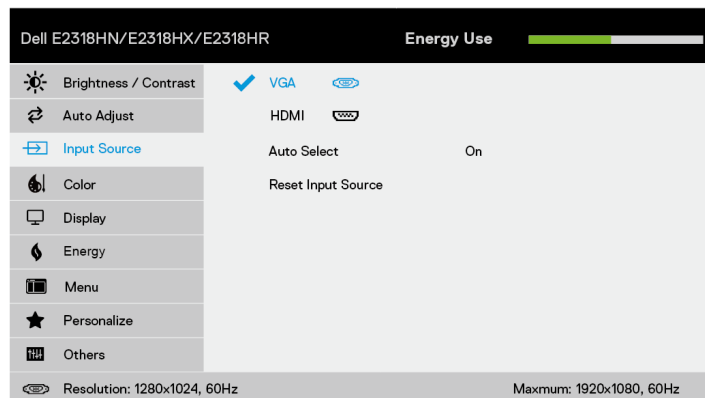 Dell E2318HN/E2318HX/E2318HR Energy Use
Brightness / Contrast VGA
Auto Adjust HDMI
Input Source Auto Select On
Color Reset Input Source
Display
Energy
Menu
Personalize
Others
Resolution: 1280x1024, 60Hz Maxmum: 1920x1080, 60Hz